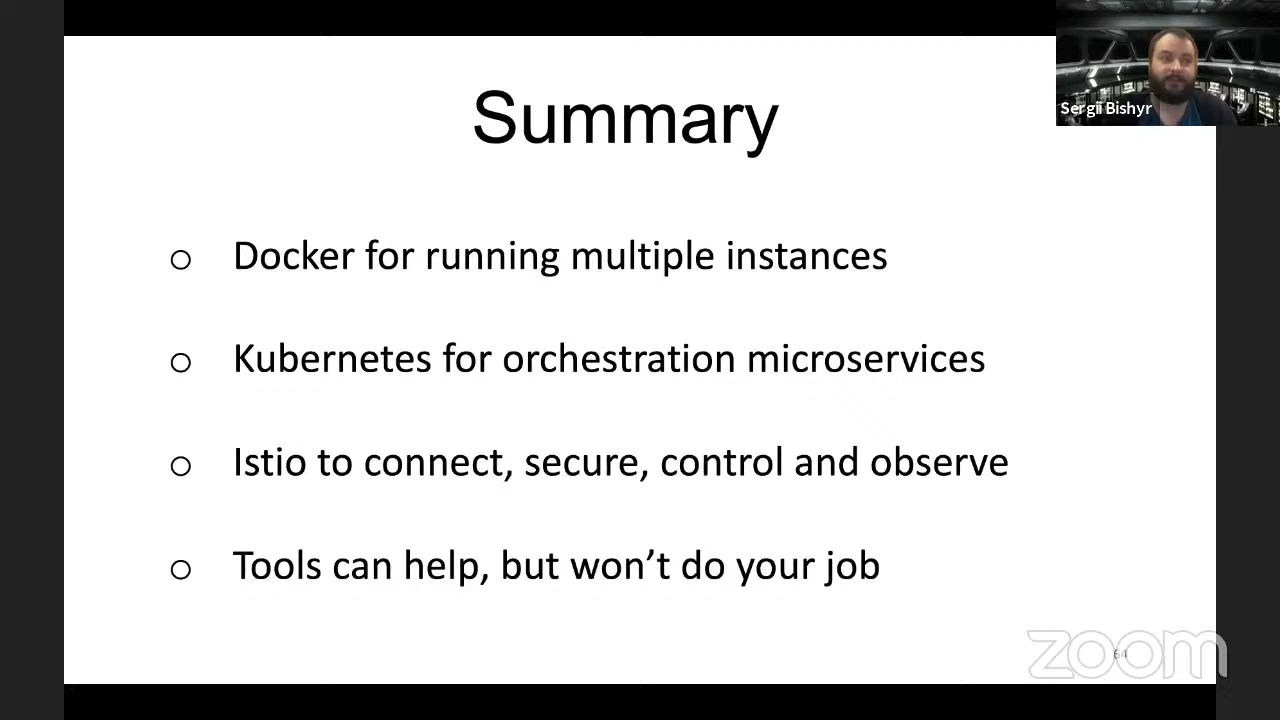 Summary
Sergii Bishyr
o Docker for running multiple instances
o Kubernetes for orchestration microservices
o Istio to connect, secure, control and observe
o Tools can help, but won’t do your job
zoom
64